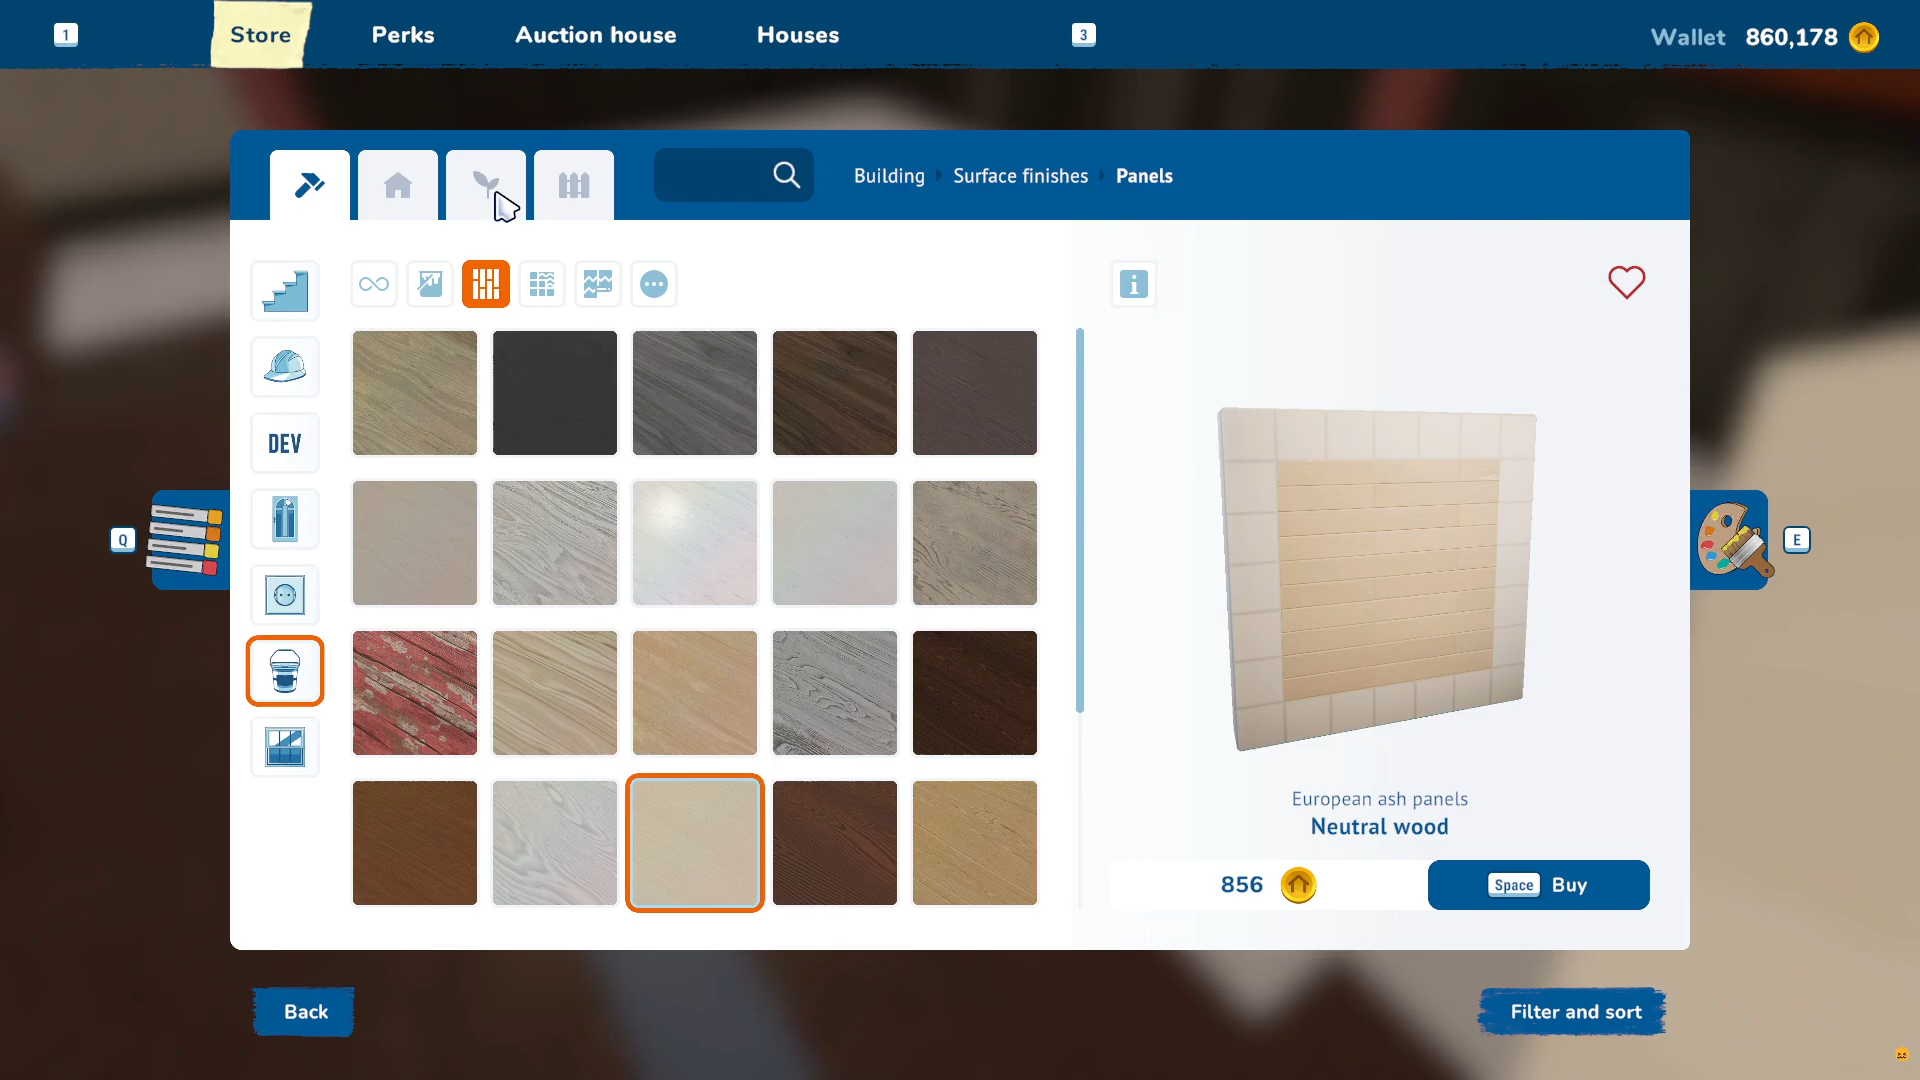 1
Store
Perks
Auction house
Houses
3
Wallet 860,178
Building
Surface finishes
Panels
DEV
i
Q
E
European ash panels
Neutral wood
856
Space
Buy
Back
Filter and sort